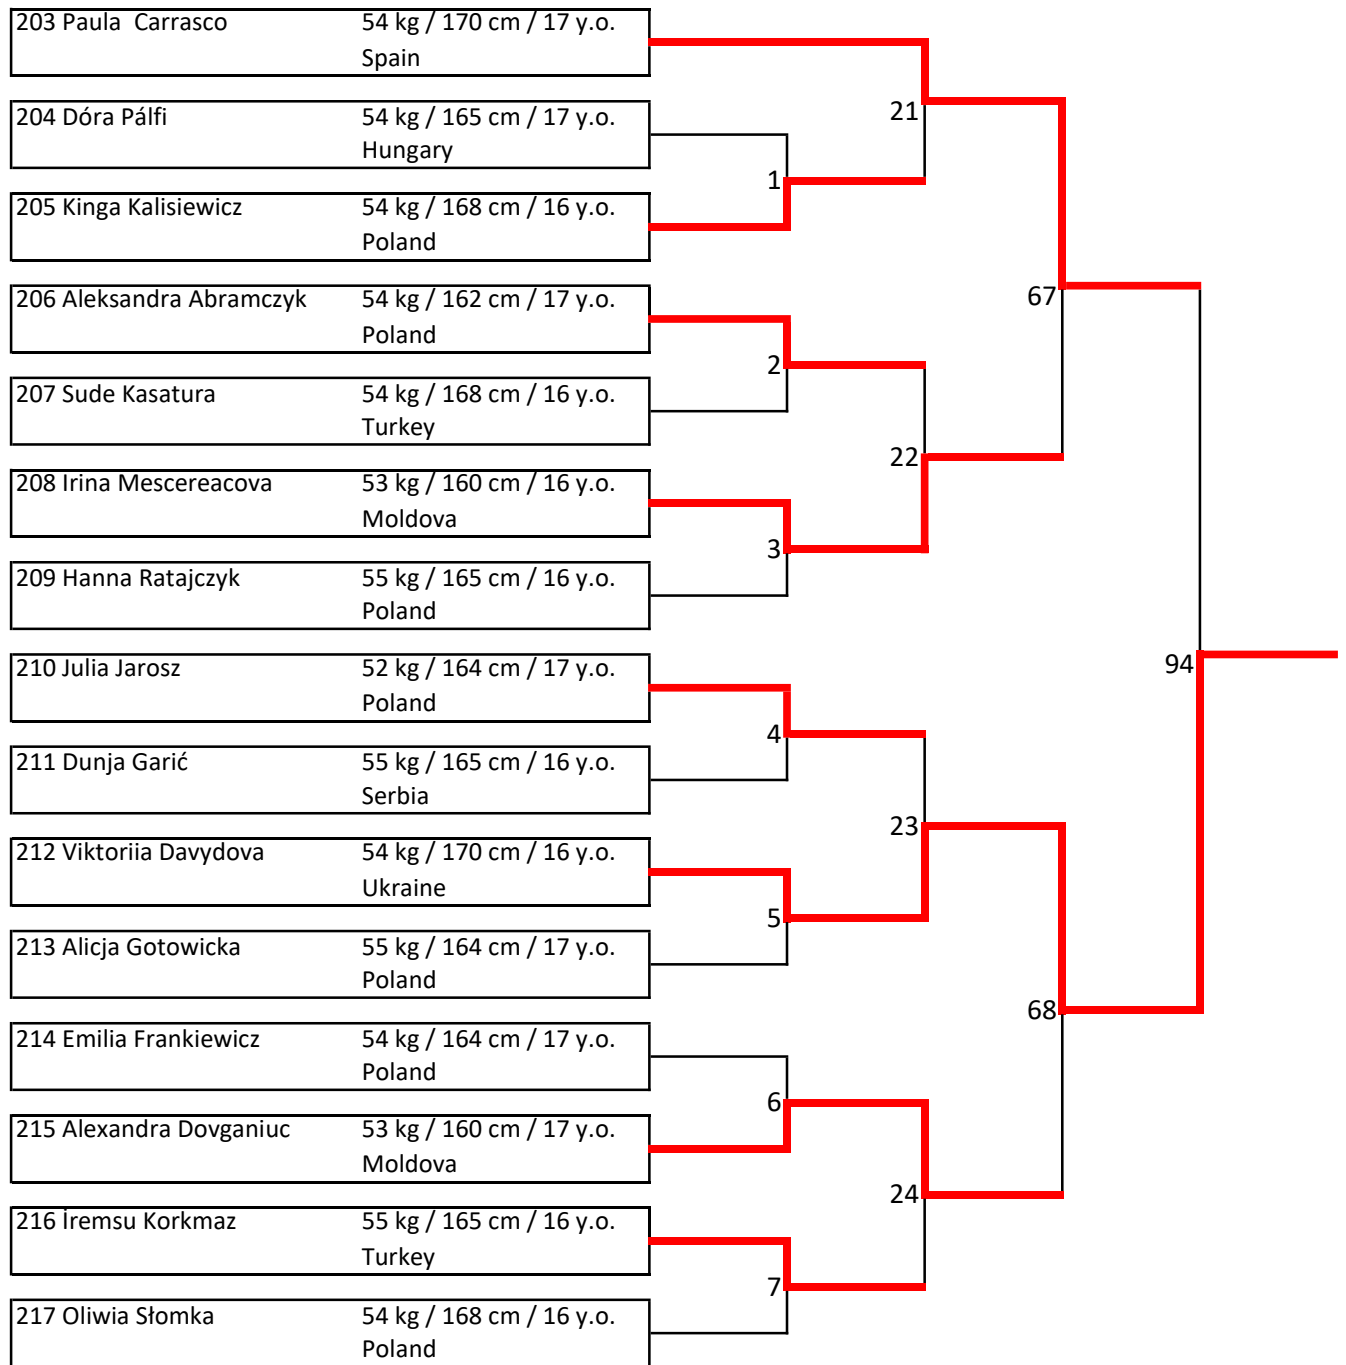 203 Paula  Carrasco 54 kg / 170 cm / 17 y.o.
Spain
204 Dóra Pálfi 54 kg / 165 cm / 17 y.o.
Hungary
21
1
205 Kinga Kalisiewicz 54 kg / 168 cm / 16 y.o.
Poland
206 Aleksandra Abramczyk 54 kg / 162 cm / 17 y.o.
Poland
67
2
207 Sude Kasatura 54 kg / 168 cm / 16 y.o.
Turkey
22
208 Irina Mescereacova 53 kg / 160 cm / 16 y.o.
Moldova
3
209 Hanna Ratajczyk 55 kg / 165 cm / 16 y.o.
Poland
210 Julia Jarosz 52 kg / 164 cm / 17 y.o.
Poland
94
4
211 Dunja Garić 55 kg / 165 cm / 16 y.o.
Serbia
23
212 Viktoriia Davydova 54 kg / 170 cm / 16 y.o.
Ukraine
5
213 Alicja Gotowicka 55 kg / 164 cm / 17 y.o.
Poland
68
214 Emilia Frankiewicz 54 kg / 164 cm / 17 y.o.
Poland
6
215 Alexandra Dovganiuc 53 kg / 160 cm / 17 y.o.
Moldova
24
216 İremsu Korkmaz 55 kg / 165 cm / 16 y.o.
Turkey
7
217 Oliwia Słomka 54 kg / 168 cm / 16 y.o.
Poland